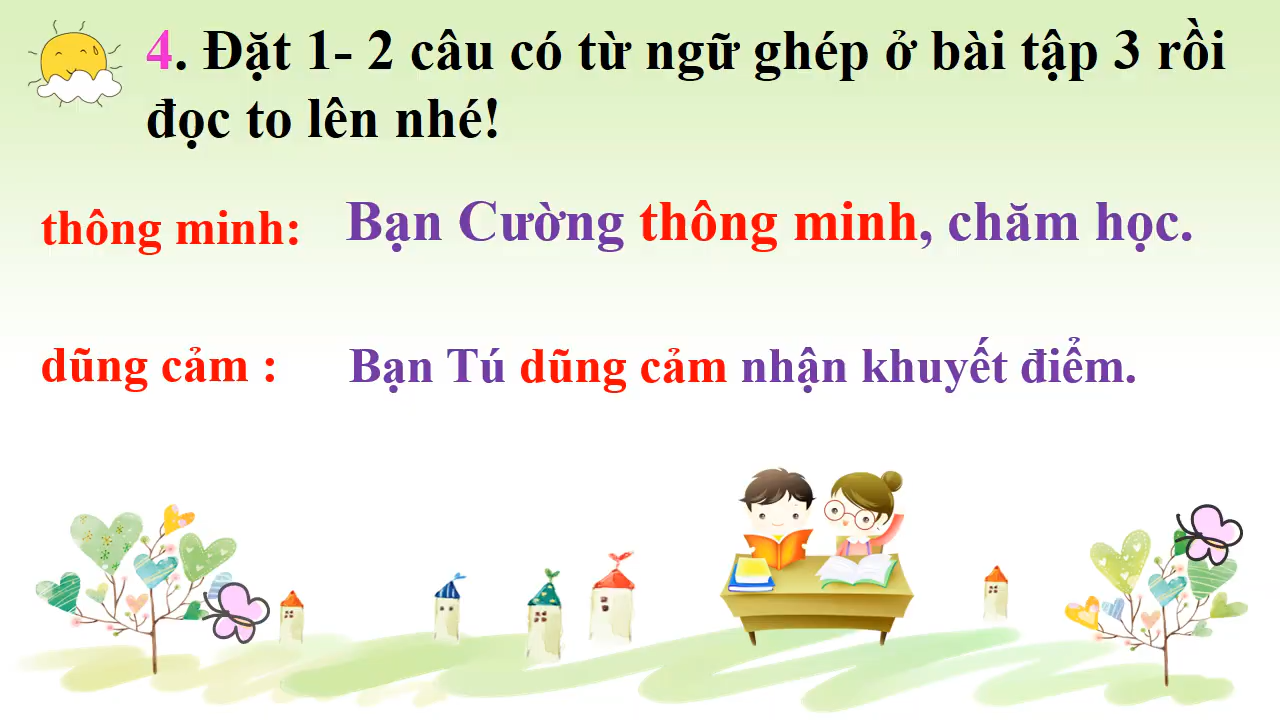 4. Đặt 1- 2 câu có từ ngữ ghép ở bài tập 3 rồi
đọc to lên nhé!
thông minh: Bạn Cường thông minh, chăm học.
dũng cảm : Bạn Tú dũng cảm nhận khuyết điểm.